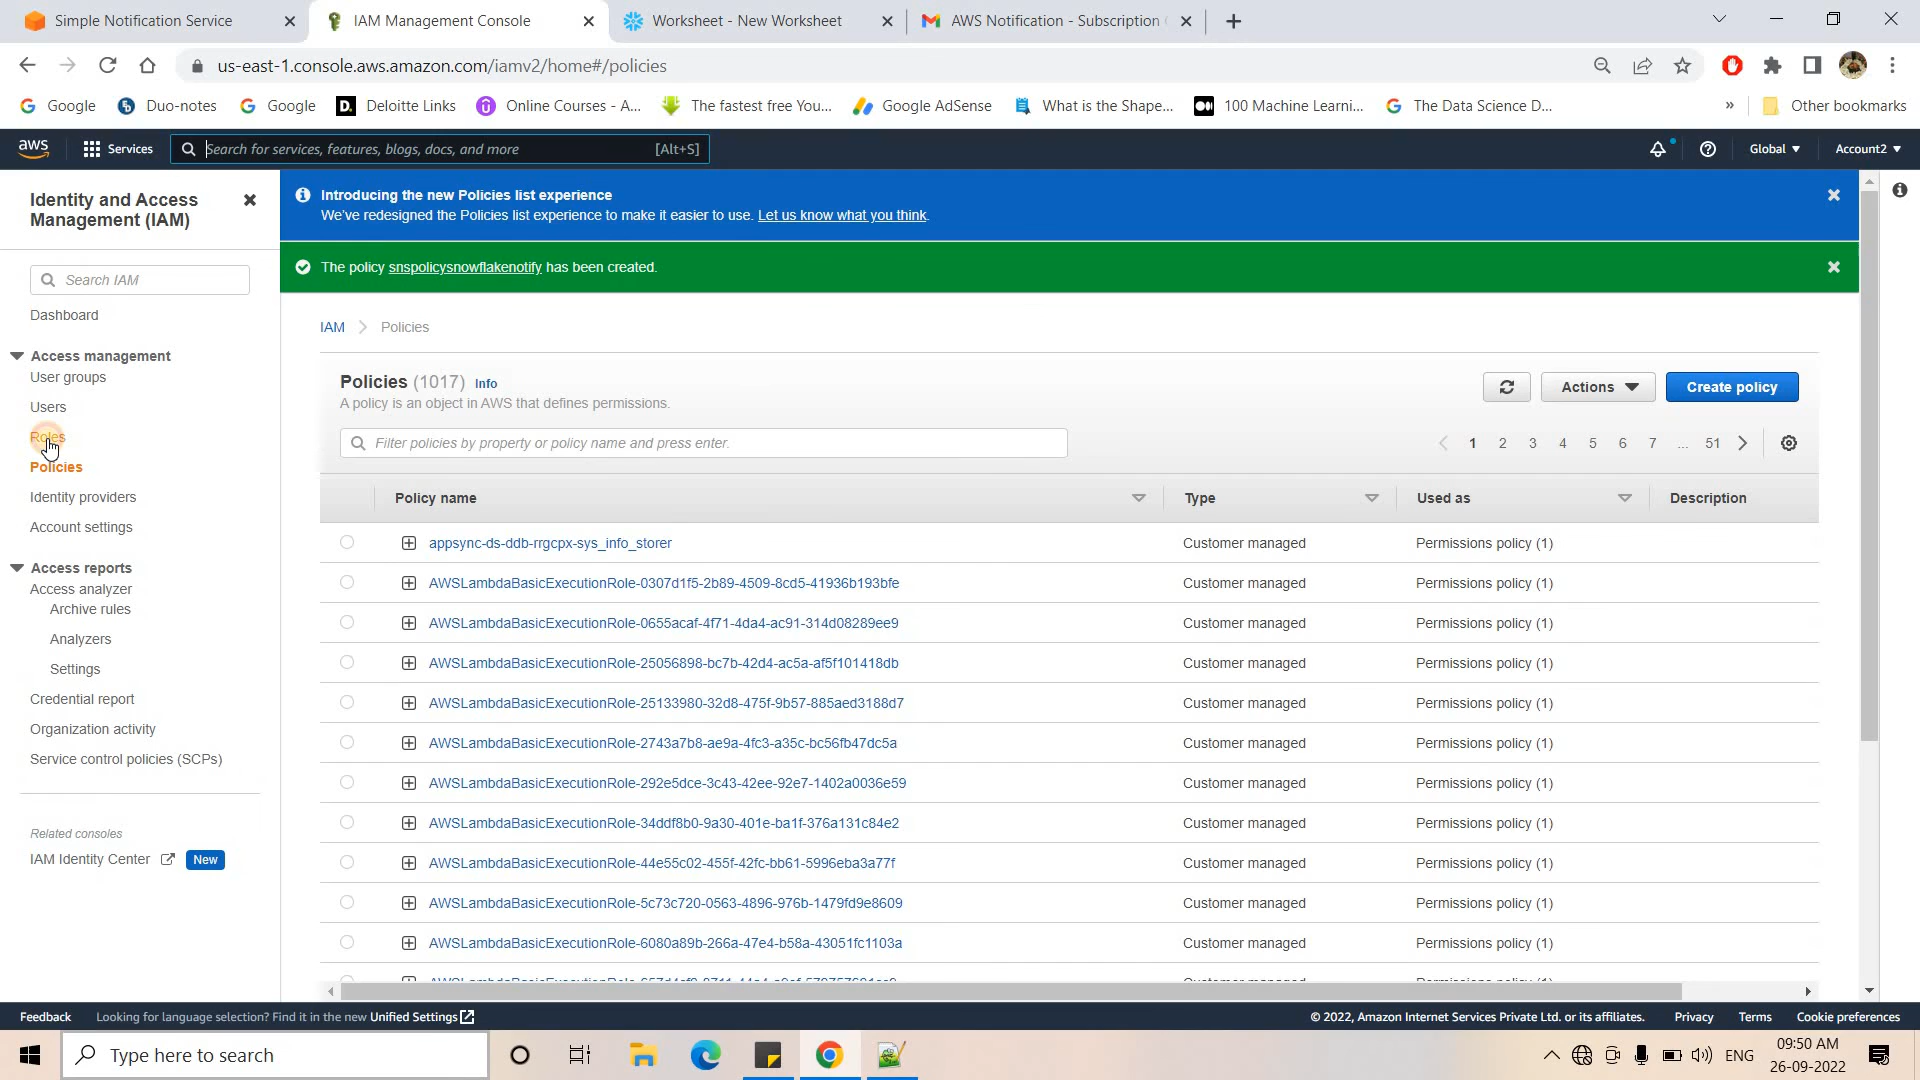 Simple Notification Service
IAM Management Console
Worksheet - New Worksheet
AWS Notification - Subscription
us-east-1.console.aws.amazon.com/iamv2/home#/policies
Google
Duo-notes
Google
D.
Deloitte Links
Online Courses - A...
The fastest free You...
Google AdSense
What is the Shape...
100 Machine Learni...
The Data Science D...
»
Other bookmarks
aws
Services
Search for services, features, blogs, docs, and more
[Alt+S]
Global
Account2
Identity and Access
Management (IAM)
Search IAM
Dashboard
Access management
User groups
Users
Roles
Policies
Identity providers
Account settings
Access reports
Access analyzer
Archive rules
Analyzers
Settings
Credential report
Organization activity
Service control policies (SCPs)
Related consoles
IAM Identity Center
New
Introducing the new Policies list experience
We've redesigned the Policies list experience to make it easier to use. Let us know what you think.
The policy snspolicysnowflakenotify has been created.
IAM > Policies
Policies (1017) Info
A policy is an object in AWS that defines permissions.
Actions
Create policy
Filter policies by property or policy name and press enter.
1 2 3 4 5 6 7 ... 51
Policy name Type Used as Description
appsync-ds-ddb-rrgcpx-sys_info_storer Customer managed Permissions policy (1)
AWSLambdaBasicExecutionRole-0307d1f5-2b89-4509-8cd5-41936b193bfe Customer managed Permissions policy (1)
AWSLambdaBasicExecutionRole-0655acaf-4f71-4da4-ac91-314d08289ee9 Customer managed Permissions policy (1)
AWSLambdaBasicExecutionRole-25056898-bc7b-42d4-ac5a-af5f101418db Customer managed Permissions policy (1)
AWSLambdaBasicExecutionRole-25133980-32d8-475f-9b57-885aed3188d7 Customer managed Permissions policy (1)
AWSLambdaBasicExecutionRole-2743a7b8-ae9a-4fc3-a35c-bc56fb47dc5a Customer managed Permissions policy (1)
AWSLambdaBasicExecutionRole-292e5dce-3c43-42ee-92e7-1402a0036e59 Customer managed Permissions policy (1)
AWSLambdaBasicExecutionRole-34ddf8b0-9a30-401e-ba1f-376a131c84e2 Customer managed Permissions policy (1)
AWSLambdaBasicExecutionRole-44e55c02-455f-42fc-bb61-5996eba3a77f Customer managed Permissions policy (1)
AWSLambdaBasicExecutionRole-5c73c720-0563-4896-976b-1479fd9e8609 Customer managed Permissions policy (1)
AWSLambdaBasicExecutionRole-6080a89b-266a-47e4-b58a-43051fc1103a Customer managed Permissions policy (1)
Feedback
Looking for language selection? Find it in the new Unified Settings
© 2022, Amazon Internet Services Private Ltd. or its affiliates.
Privacy
Terms
Cookie preferences
Type here to search
ENG
09:50 AM
26-09-2022